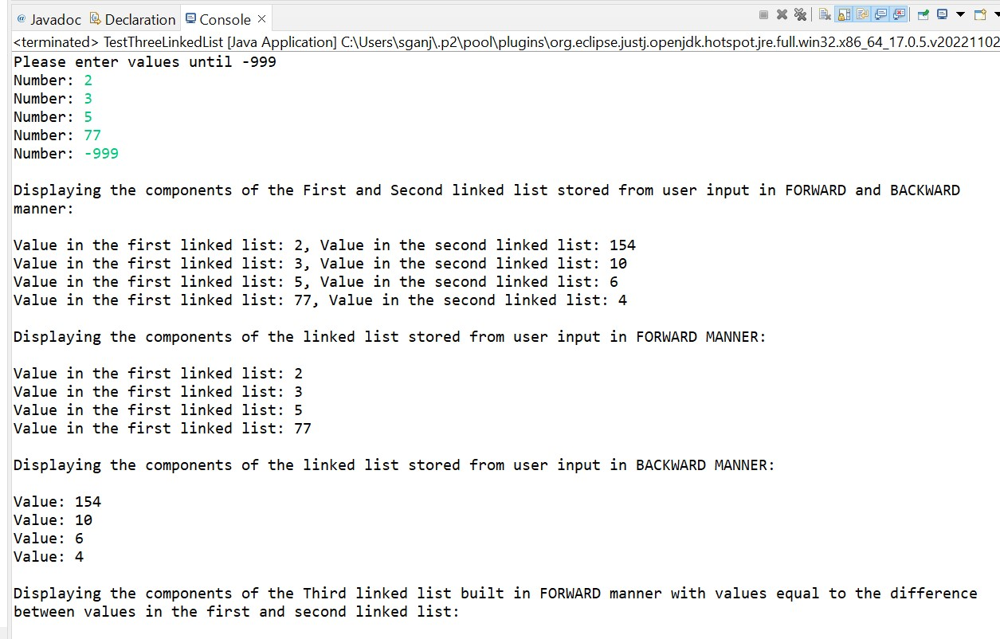 @ Javadoc Declaration Console ×
<terminated> TestThreeLinkedList [Java Application] C:\Users\sganj\.p2\pool\plugins\org.eclipse.justj.openjdk.hotspot.jre.full.win32.x86_64_17.0.5.v20221102
Please enter values until -999
Number: 2
Number: 3
Number: 5
Number: 77
Number: -999
Displaying the components of the First and Second linked list stored from user input in FORWARD and BACKWARD
manner:
Value in the first linked list: 2, Value in the second linked list: 154
Value in the first linked list: 3, Value in the second linked list: 10
Value in the first linked list: 5, Value in the second linked list: 6
Value in the first linked list: 77, Value in the second linked list: 4
Displaying the components of the linked list stored from user input in FORWARD MANNER:
Value in the first linked list: 2
Value in the first linked list: 3
Value in the first linked list: 5
Value in the first linked list: 77
Displaying the components of the linked list stored from user input in BACKWARD MANNER:
Value: 154
Value: 10
Value: 6
Value: 4
Displaying the components of the Third linked list built in FORWARD manner with values equal to the difference
between values in the first and second linked list: